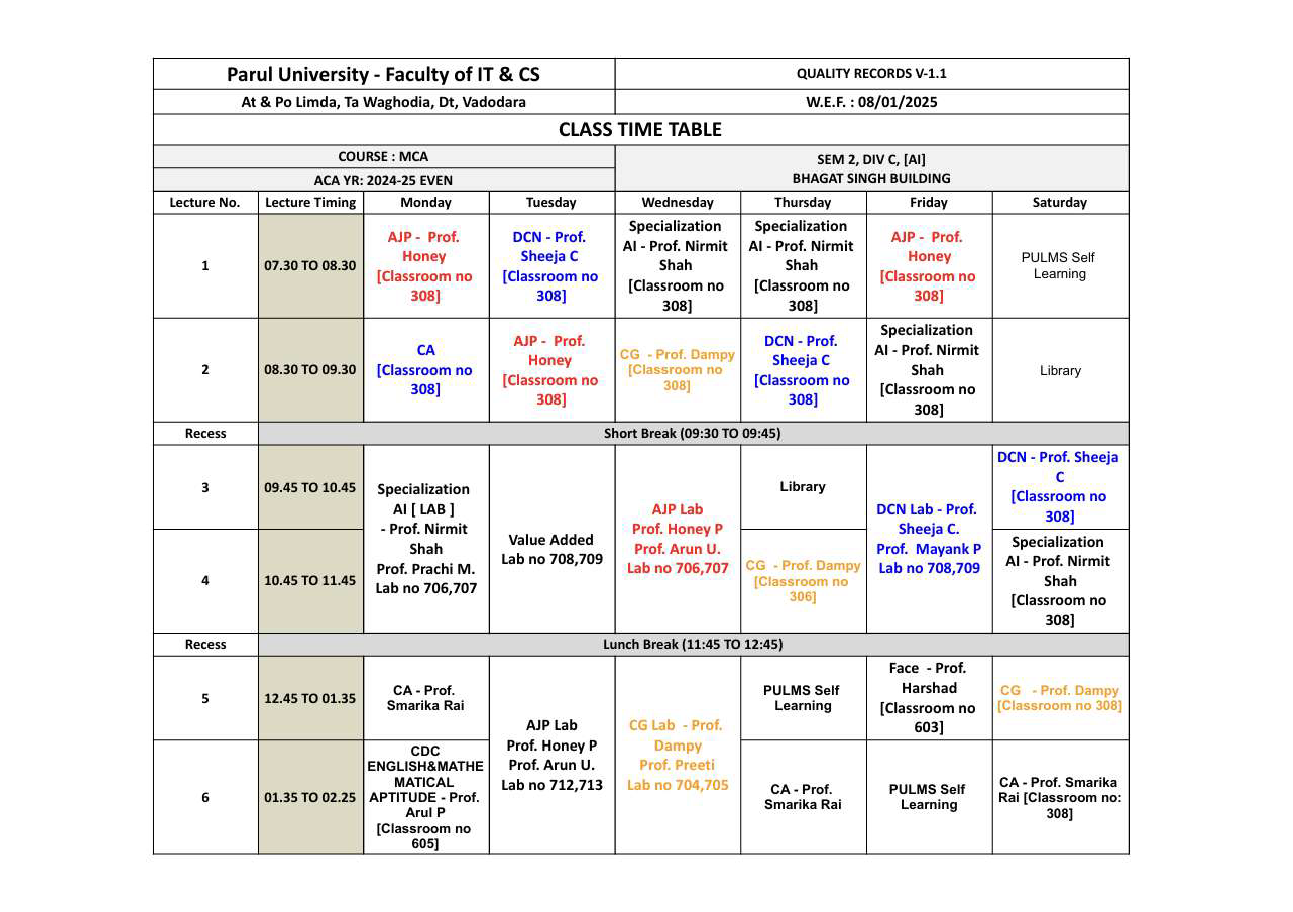 Parul University - Faculty of IT & CS
QUALITY RECORDS V-1.1
At & Po Limda, Ta Waghodia, Dt, Vadodara
W.E.F. : 08/01/2025
CLASS TIME TABLE
COURSE : MCA
ACA YR: 2024-25 EVEN
SEM 2, DIV C, [AI]
BHAGAT SINGH BUILDING
Lecture No.
Lecture Timing
Monday
Tuesday
Wednesday
Thursday
Friday
Saturday
1
07.30 TO 08.30
AJP - Prof.
Honey
[Classroom no
308]
DCN - Prof.
Sheeja C
[Classroom no
308]
Specialization
AI - Prof. Nirmit
Shah
[Classroom no
308]
Specialization
AI - Prof. Nirmit
Shah
[Classroom no
308]
AJP - Prof.
Honey
[Classroom no
308]
PULMS Self
Learning
2
08.30 TO 09.30
CA
[Classroom no
308]
AJP - Prof.
Honey
[Classroom no
308]
CG - Prof. Dampy
[Classroom no
308]
DCN - Prof.
Sheeja C
[Classroom no
308]
Specialization
AI - Prof. Nirmit
Shah
[Classroom no
308]
Library
Recess
Short Break (09:30 TO 09:45)
3
09.45 TO 10.45
Specialization
AI [ LAB ]
- Prof. Nirmit
Shah
Prof. Prachi M.
Lab no 706,707
Value Added
Lab no 708,709
AJP Lab
Prof. Honey P
Prof. Arun U.
Lab no 706,707
Library
DCN Lab - Prof.
Sheeja C.
Prof. Mayank P
Lab no 708,709
DCN - Prof. Sheeja
C
[Classroom no
308]
4
10.45 TO 11.45
CG - Prof. Dampy
[Classroom no
306]
Specialization
AI - Prof. Nirmit
Shah
[Classroom no
308]
Recess
Lunch Break (11:45 TO 12:45)
5
12.45 TO 01.35
CA - Prof.
Smarika Rai
AJP Lab
Prof. Honey P
Prof. Arun U.
Lab no 712,713
CG Lab - Prof.
Dampy
Prof. Preeti
Lab no 704,705
PULMS Self
Learning
Face - Prof.
Harshad
[Classroom no
603]
CG - Prof. Dampy
[Classroom no 308]
6
01.35 TO 02.25
CDC
ENGLISH&MATHE
MATICAL
APTITUDE - Prof.
Arul P
[Classroom no
605]
CA - Prof.
Smarika Rai
PULMS Self
Learning
CA - Prof. Smarika
Rai [Classroom no:
308]